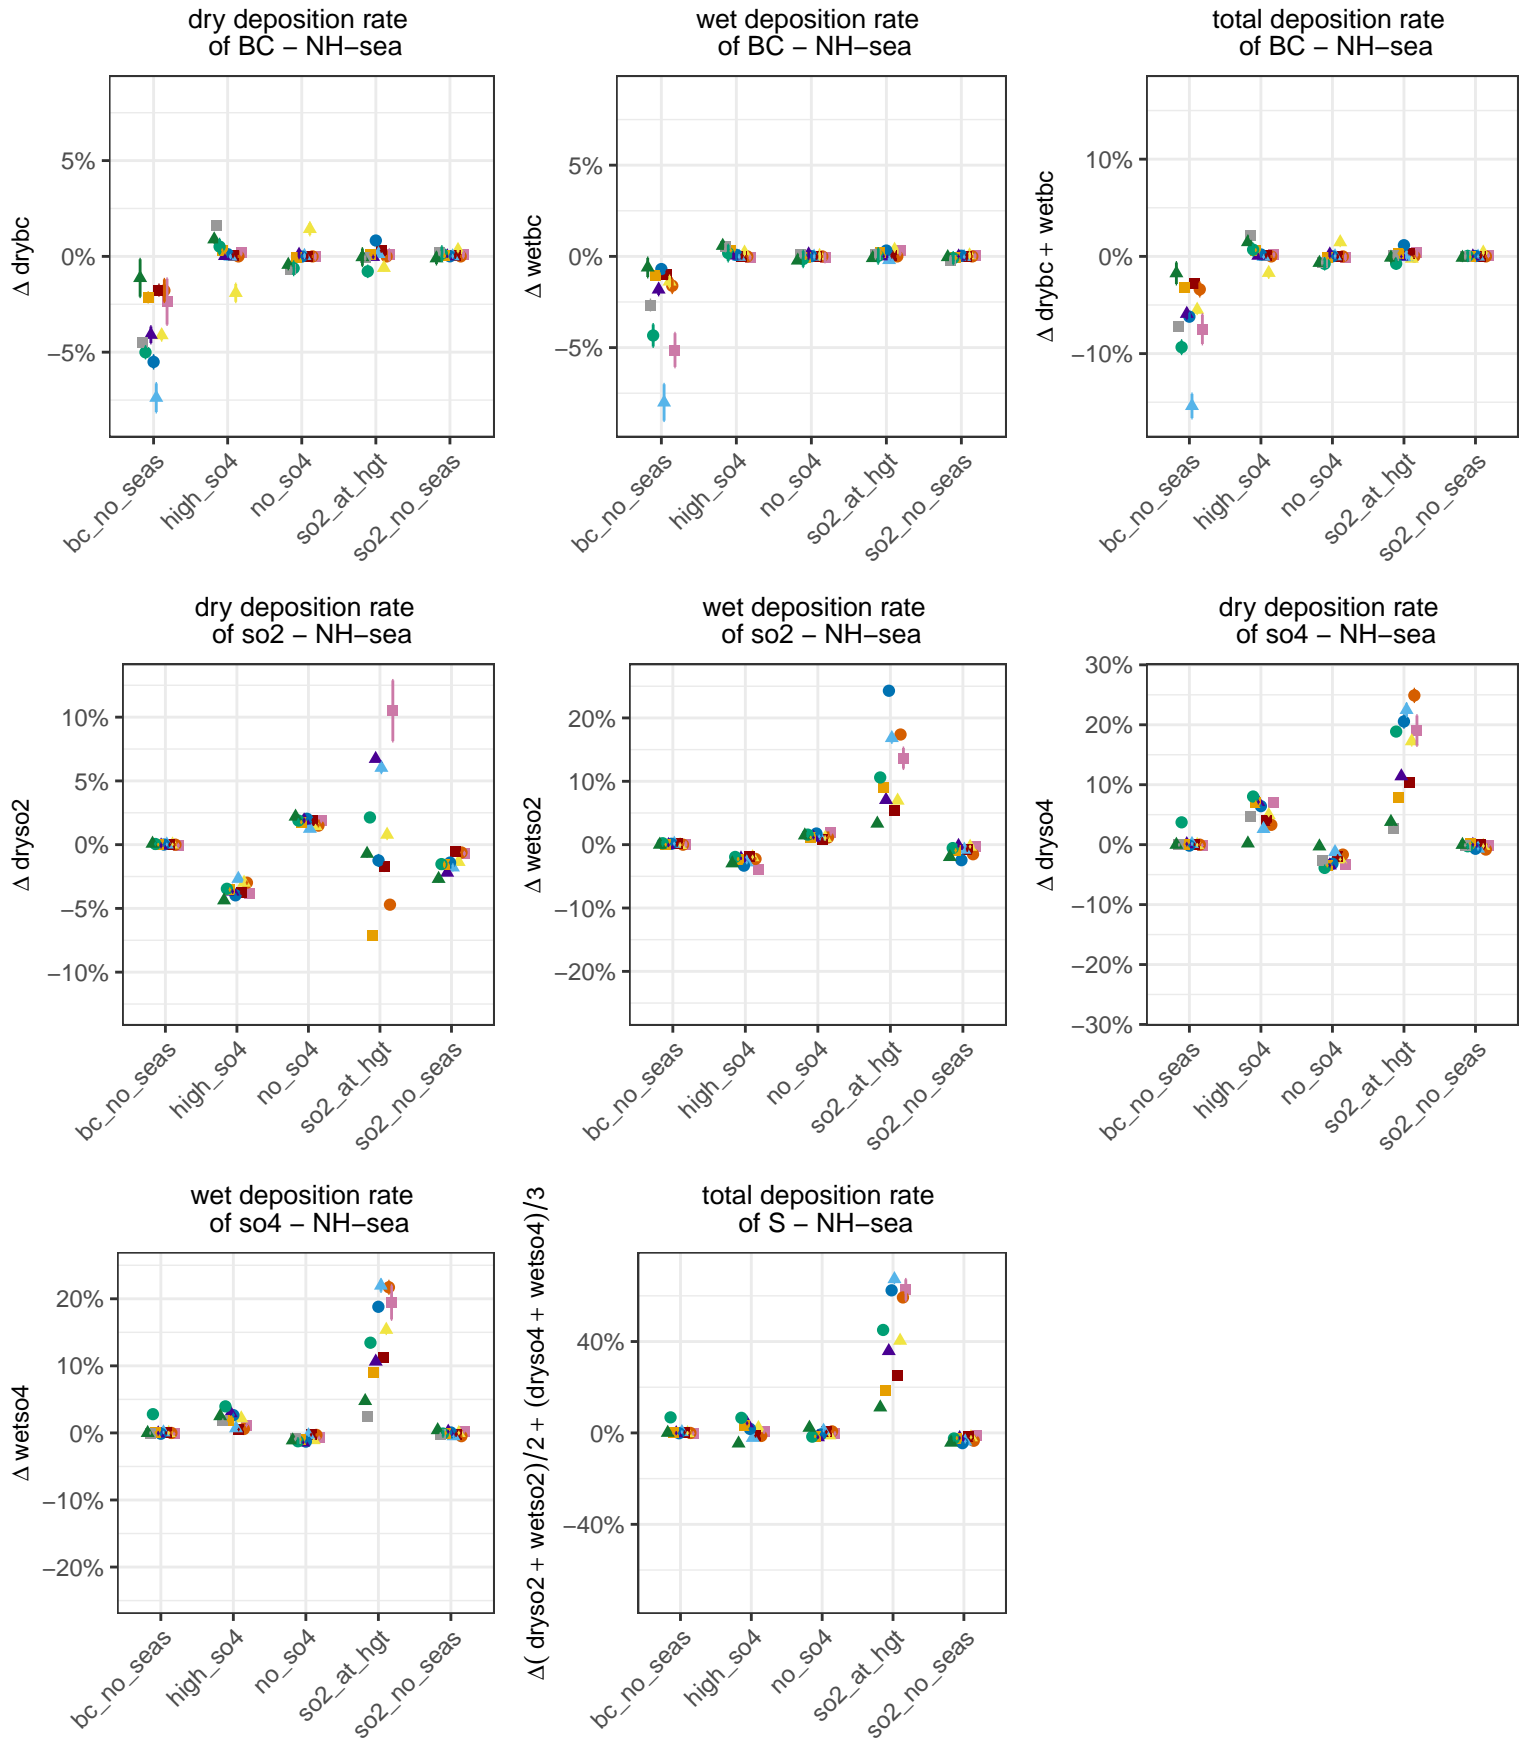 dry deposition rate
of BC − NH−sea
Δ drybc
5%
0%
−5%
bc_no_seas
high_so4
no_so4
so2_at_hgt
so2_no_seas
wet deposition rate
of BC − NH−sea
Δ wetbc
5%
0%
−5%
bc_no_seas
high_so4
no_so4
so2_at_hgt
so2_no_seas
total deposition rate
of BC − NH−sea
Δ drybc + wetbc
10%
0%
−10%
bc_no_seas
high_so4
no_so4
so2_at_hgt
so2_no_seas
dry deposition rate
of so2 − NH−sea
Δ dryso2
10%
5%
0%
−5%
−10%
bc_no_seas
high_so4
no_so4
so2_at_hgt
so2_no_seas
wet deposition rate
of so2 − NH−sea
Δ wetso2
20%
10%
0%
−10%
−20%
bc_no_seas
high_so4
no_so4
so2_at_hgt
so2_no_seas
dry deposition rate
of so4 − NH−sea
Δ dryso4
30%
20%
10%
0%
−10%
−20%
−30%
bc_no_seas
high_so4
no_so4
so2_at_hgt
so2_no_seas
wet deposition rate
of so4 − NH−sea
Δ wetso4
20%
10%
0%
−10%
−20%
bc_no_seas
high_so4
no_so4
so2_at_hgt
so2_no_seas
total deposition rate
of S − NH−sea
Δ( dryso2 + wetso2)/2 + (dryso4 + wetso4)/3
40%
0%
−40%
bc_no_seas
high_so4
no_so4
so2_at_hgt
so2_no_seas